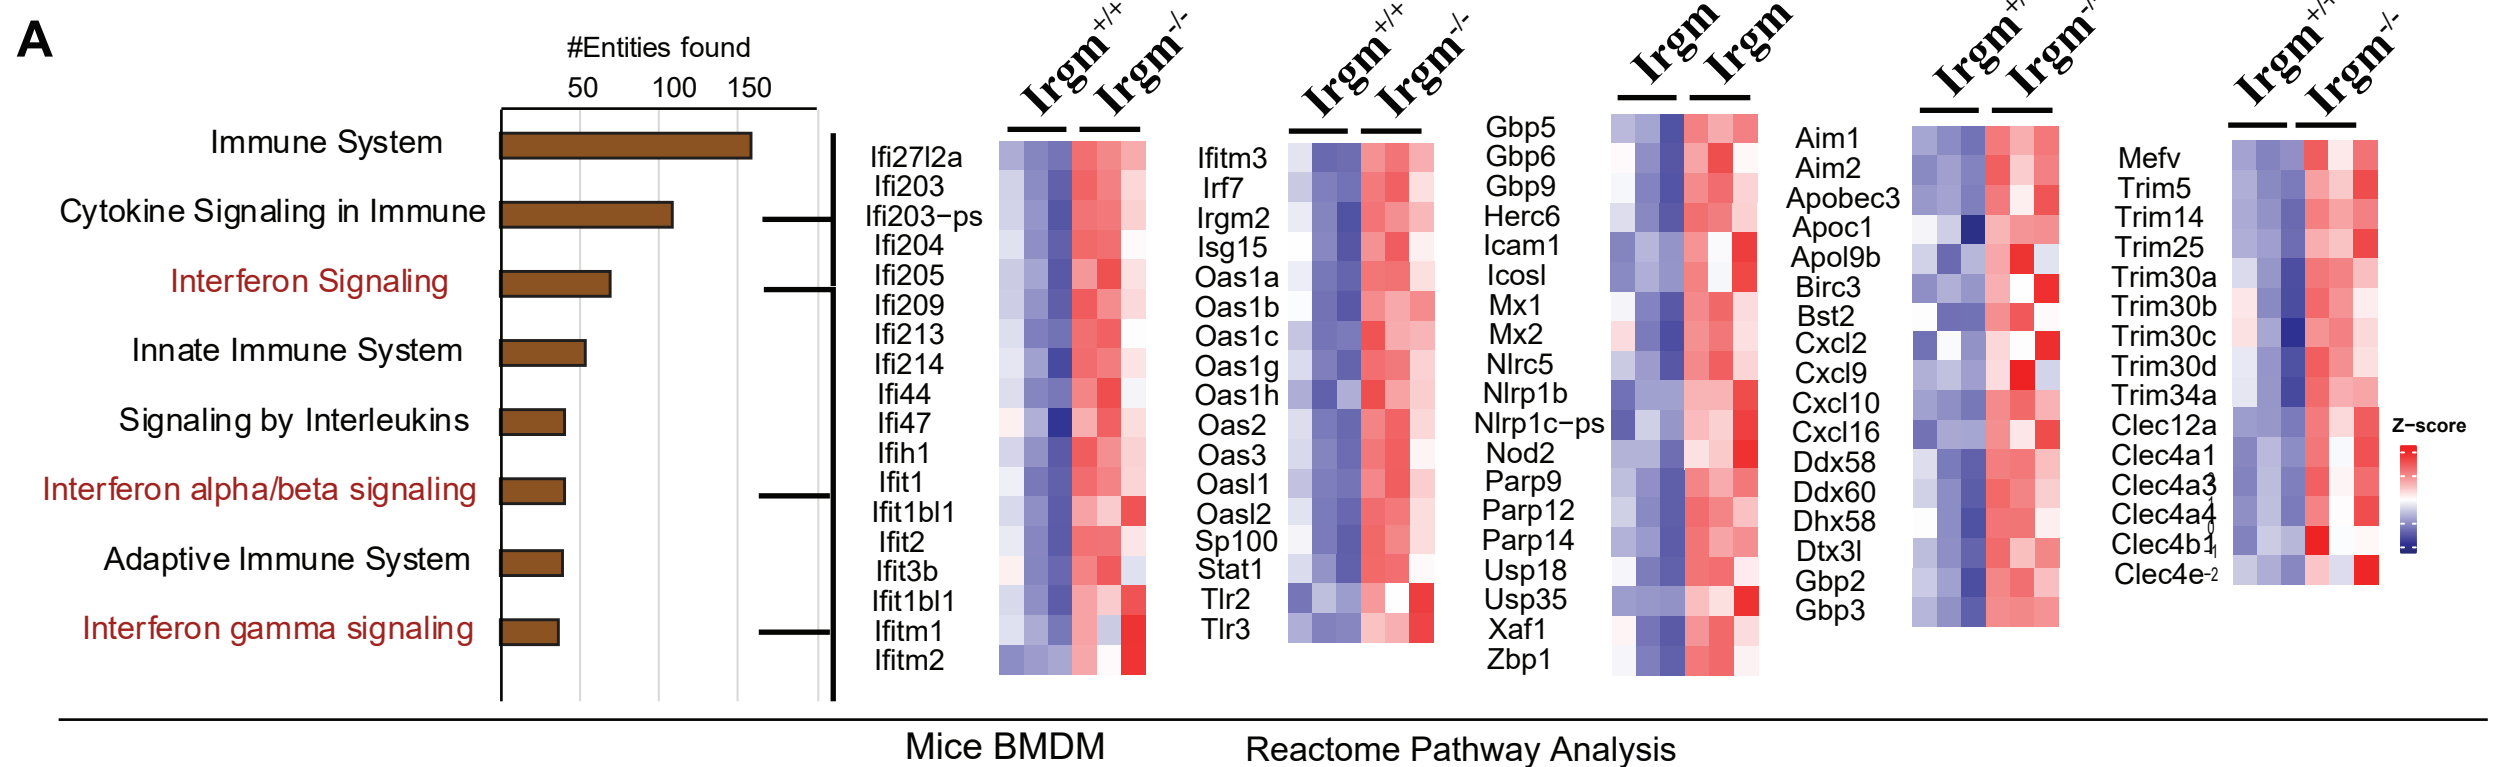 A
#Entities found
50 100 150
Immune System
Cytokine Signaling in Immune
Interferon Signaling
Innate Immune System
Signaling by Interleukins
Interferon alpha/beta signaling
Adaptive Immune System
Interferon gamma signaling
Irgm+/+ Irgm-/-
Ifi27l2a
Ifi203
Ifi203−ps
Ifi204
Ifi205
Ifi209
Ifi213
Ifi214
Ifi44
Ifi47
Ifih1
Ifit1
Ifit1bl1
Ifit2
Ifit3b
Ifit1bl1
Ifitm1
Ifitm2
Irgm+/+ Irgm-/-
Ifitm3
Irf7
Irgm2
Isg15
Oas1a
Oas1b
Oas1c
Oas1g
Oas1h
Oas2
Oas3
Oasl1
Oasl2
Sp100
Stat1
Tlr2
Tlr3
Irgm Irgm
Gbp5
Gbp6
Gbp9
Herc6
Icam1
Icosl
Mx1
Mx2
Nlrc5
Nlrp1b
Nlrp1c−ps
Nod2
Parp9
Parp12
Parp14
Usp18
Usp35
Xaf1
Zbp1
Irgm+/+ Irgm-/-
Aim1
Aim2
Apobec3
Apoc1
Apol9b
Birc3
Bst2
Cxcl2
Cxcl9
Cxcl10
Cxcl16
Ddx58
Ddx60
Dhx58
Dtx3l
Gbp2
Gbp3
Irgm+/+ Irgm-/-
Mefv
Trim5
Trim14
Trim25
Trim30a
Trim30b
Trim30c
Trim30d
Trim34a
Clec12a
Clec4a1
Clec4a3
Clec4a4
Clec4b1
Clec4e
Z−score
2
1
0
-1
-2
Mice BMDM
Reactome Pathway Analysis